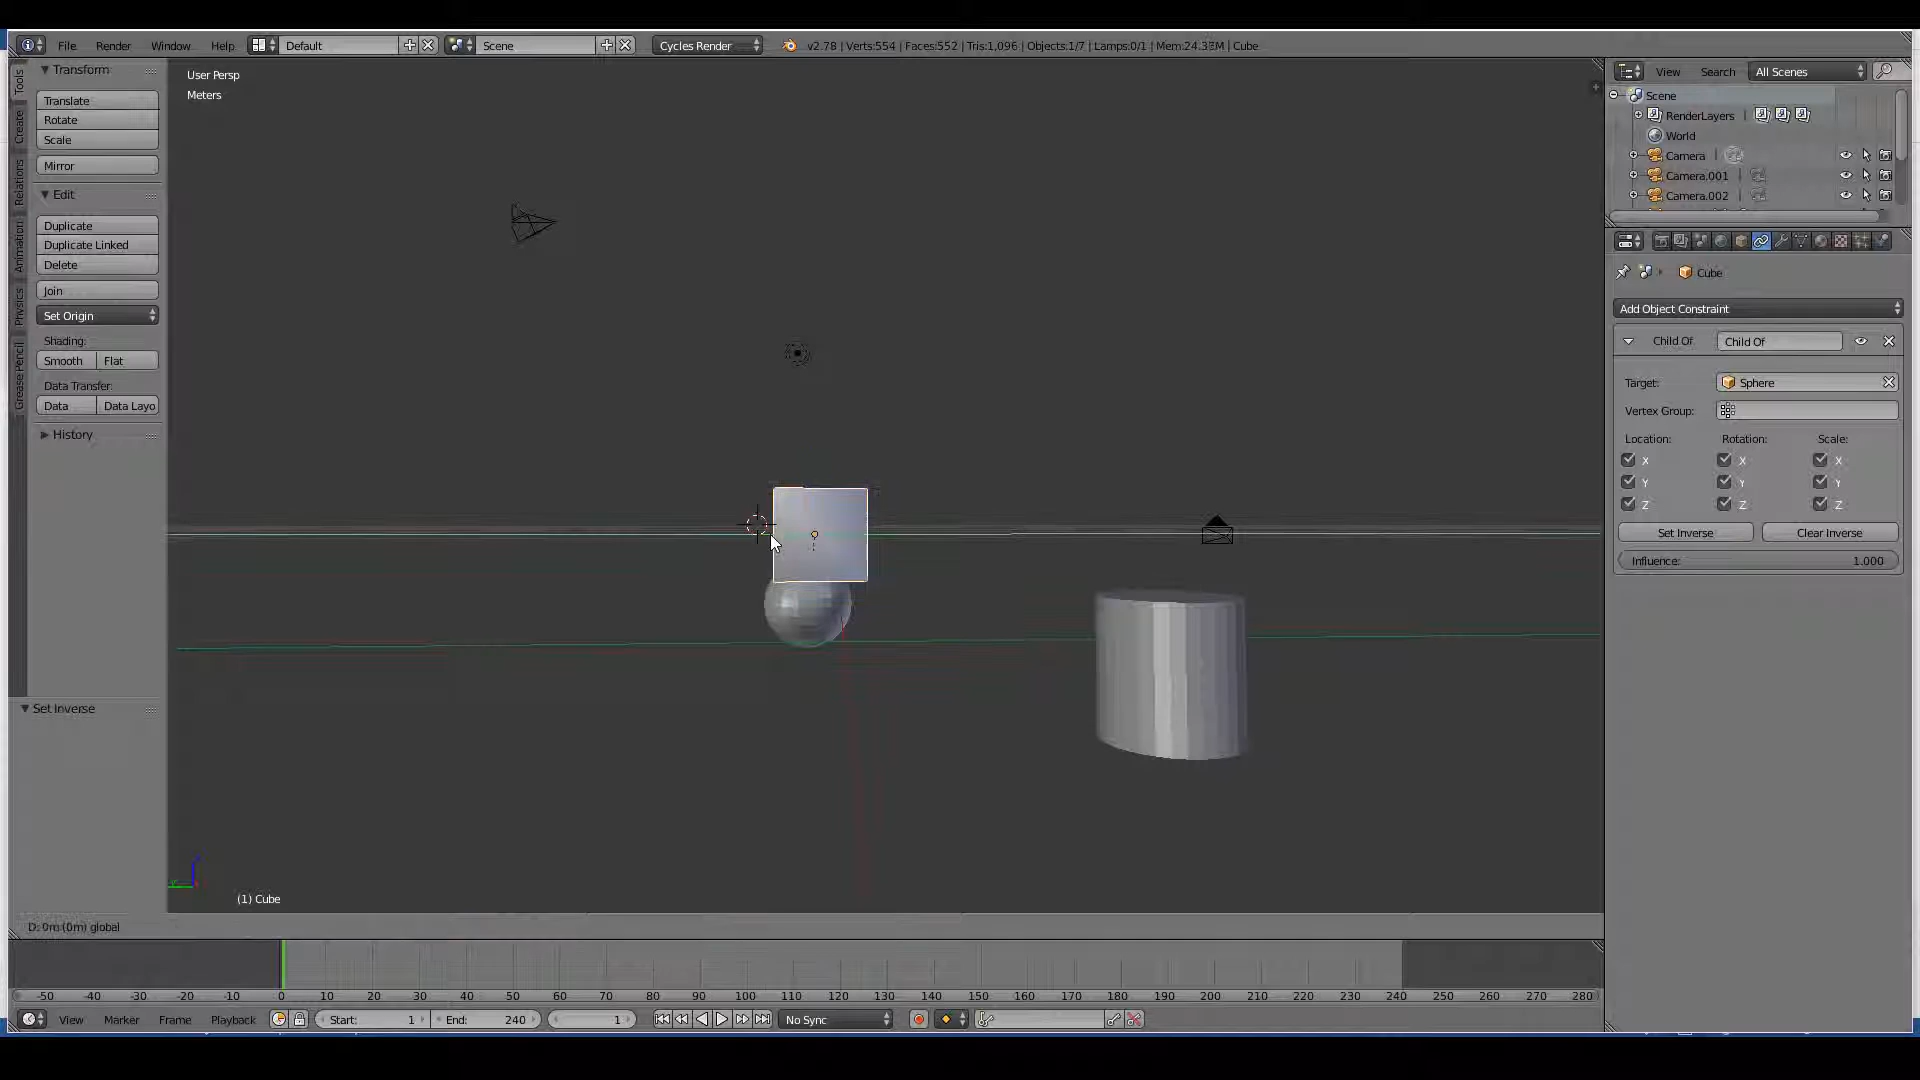 File Render Window Help Default Scene Cycles Render v2.78 | Verts:554 | Faces:552 | Tris:1,096 | Objects:1/7 | Lamps:0/1 | Mem:24.33M | Cube
Tools
Create
Relations
Animation
Physics
Grease Pencil
Transform
Translate
Rotate
Scale
Mirror
Edit
Duplicate
Duplicate Linked
Delete
Join
Set Origin
Shading:
Smooth Flat
Data Transfer:
Data Data Layo
History
Set Inverse
User Persp
Meters
(1) Cube
D: 0m (0m) global
View Search All Scenes
Scene
RenderLayers
World
Camera
Camera.001
Camera.002
Cube
Add Object Constraint
Child Of Child Of
Target: Sphere
Vertex Group:
Location: Rotation: Scale:
X X X
Y Y Y
Z Z Z
Set Inverse Clear Inverse
Influence: 1.000
-50 -40 -30 -20 -10 0 10 20 30 40 50 60 70 80 90 100 110 120 130 140 150 160 170 180 190 200 210 220 230 240 250 260 270 280
View Marker Frame Playback Start: 1 End: 240 1 No Sync